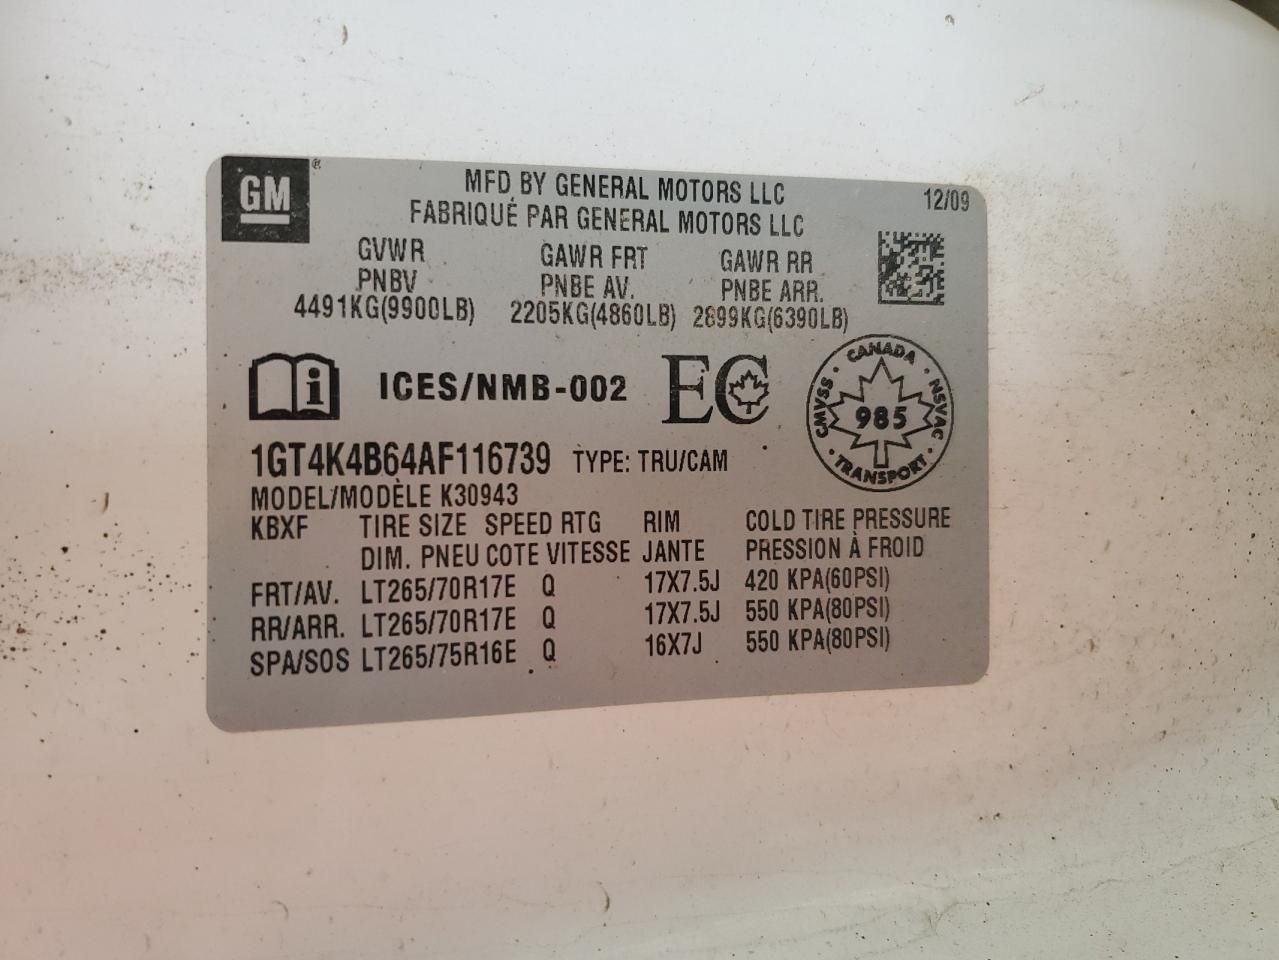 GM®
MFD BY GENERAL MOTORS LLC 12/09
FABRIQUÉ PAR GENERAL MOTORS LLC
GVWR GAWR FRT GAWR RR
PNBV PNBE AV. PNBE ARR.
4491KG(9900LB) 2205KG(4860LB) 2899KG(6390LB)
i ICES/NMB-002 EC
CANADA
CMVSS 985 NSVAC
TRANSPORT
1GT4K4B64AF116739 TYPE: TRU/CAM
MODEL/MODÈLE K30943
KBXF TIRE SIZE SPEED RTG RIM COLD TIRE PRESSURE
DIM. PNEU COTE VITESSE JANTE PRESSION À FROID
FRT/AV. LT265/70R17E Q 17X7.5J 420 KPA(60PSI)
RR/ARR. LT265/70R17E Q 17X7.5J 550 KPA(80PSI)
SPA/SOS LT265/75R16E Q 16X7J 550 KPA(80PSI)